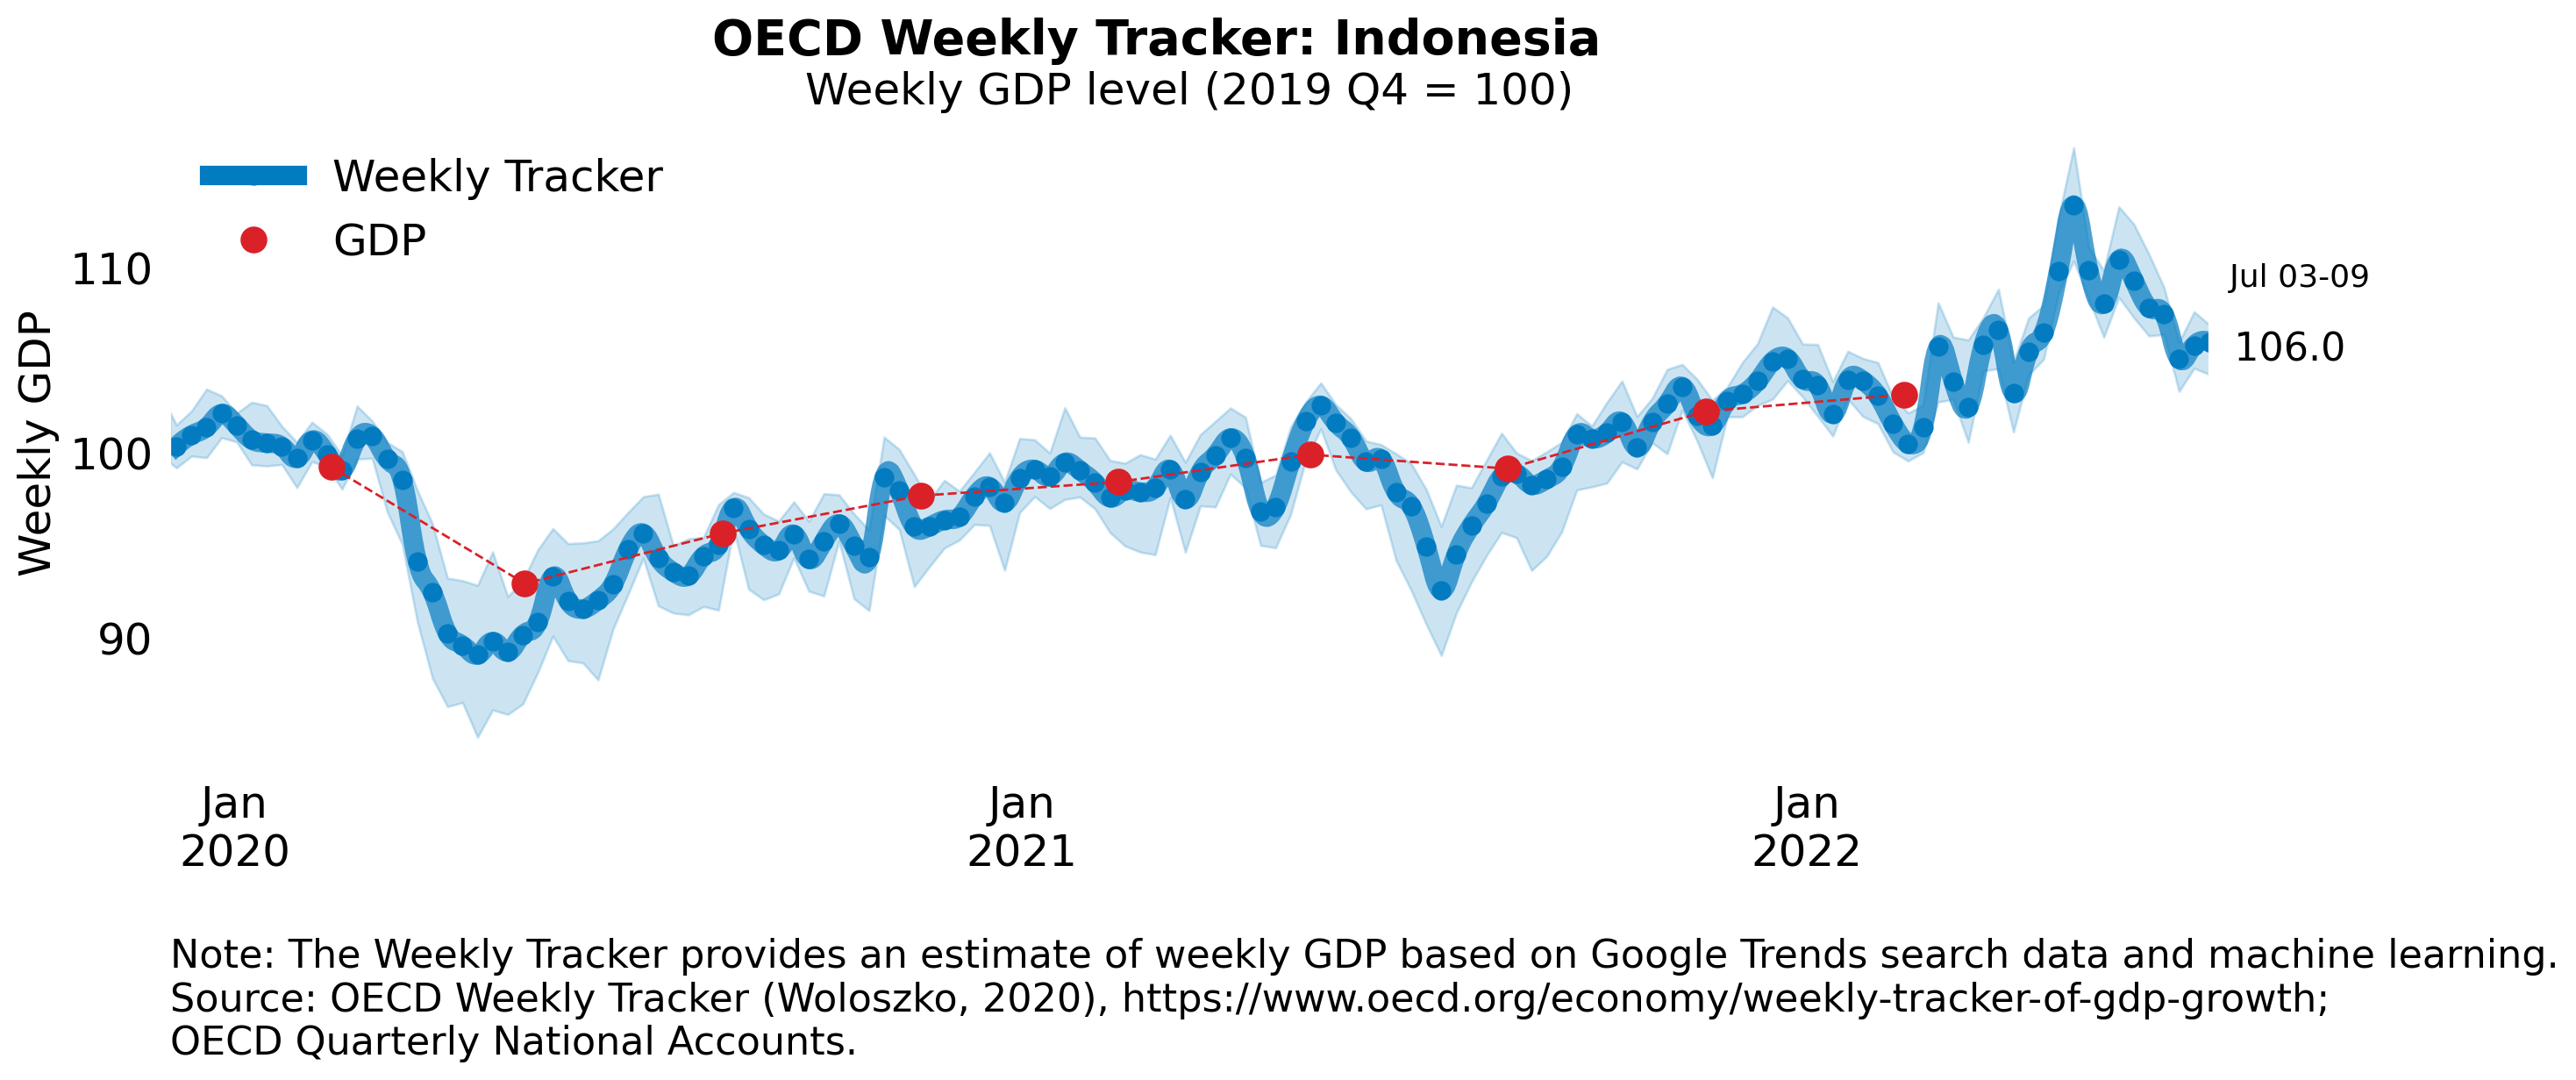 OECD Weekly Tracker: Indonesia
Weekly GDP level (2019 Q4 = 100)
Weekly Tracker
GDP
Weekly GDP
110
100
90
Jul 03-09
106.0
Jan
2020
Jan
2021
Jan
2022
Note: The Weekly Tracker provides an estimate of weekly GDP based on Google Trends search data and machine learning.
Source: OECD Weekly Tracker (Woloszko, 2020), https://www.oecd.org/economy/weekly-tracker-of-gdp-growth;
OECD Quarterly National Accounts.